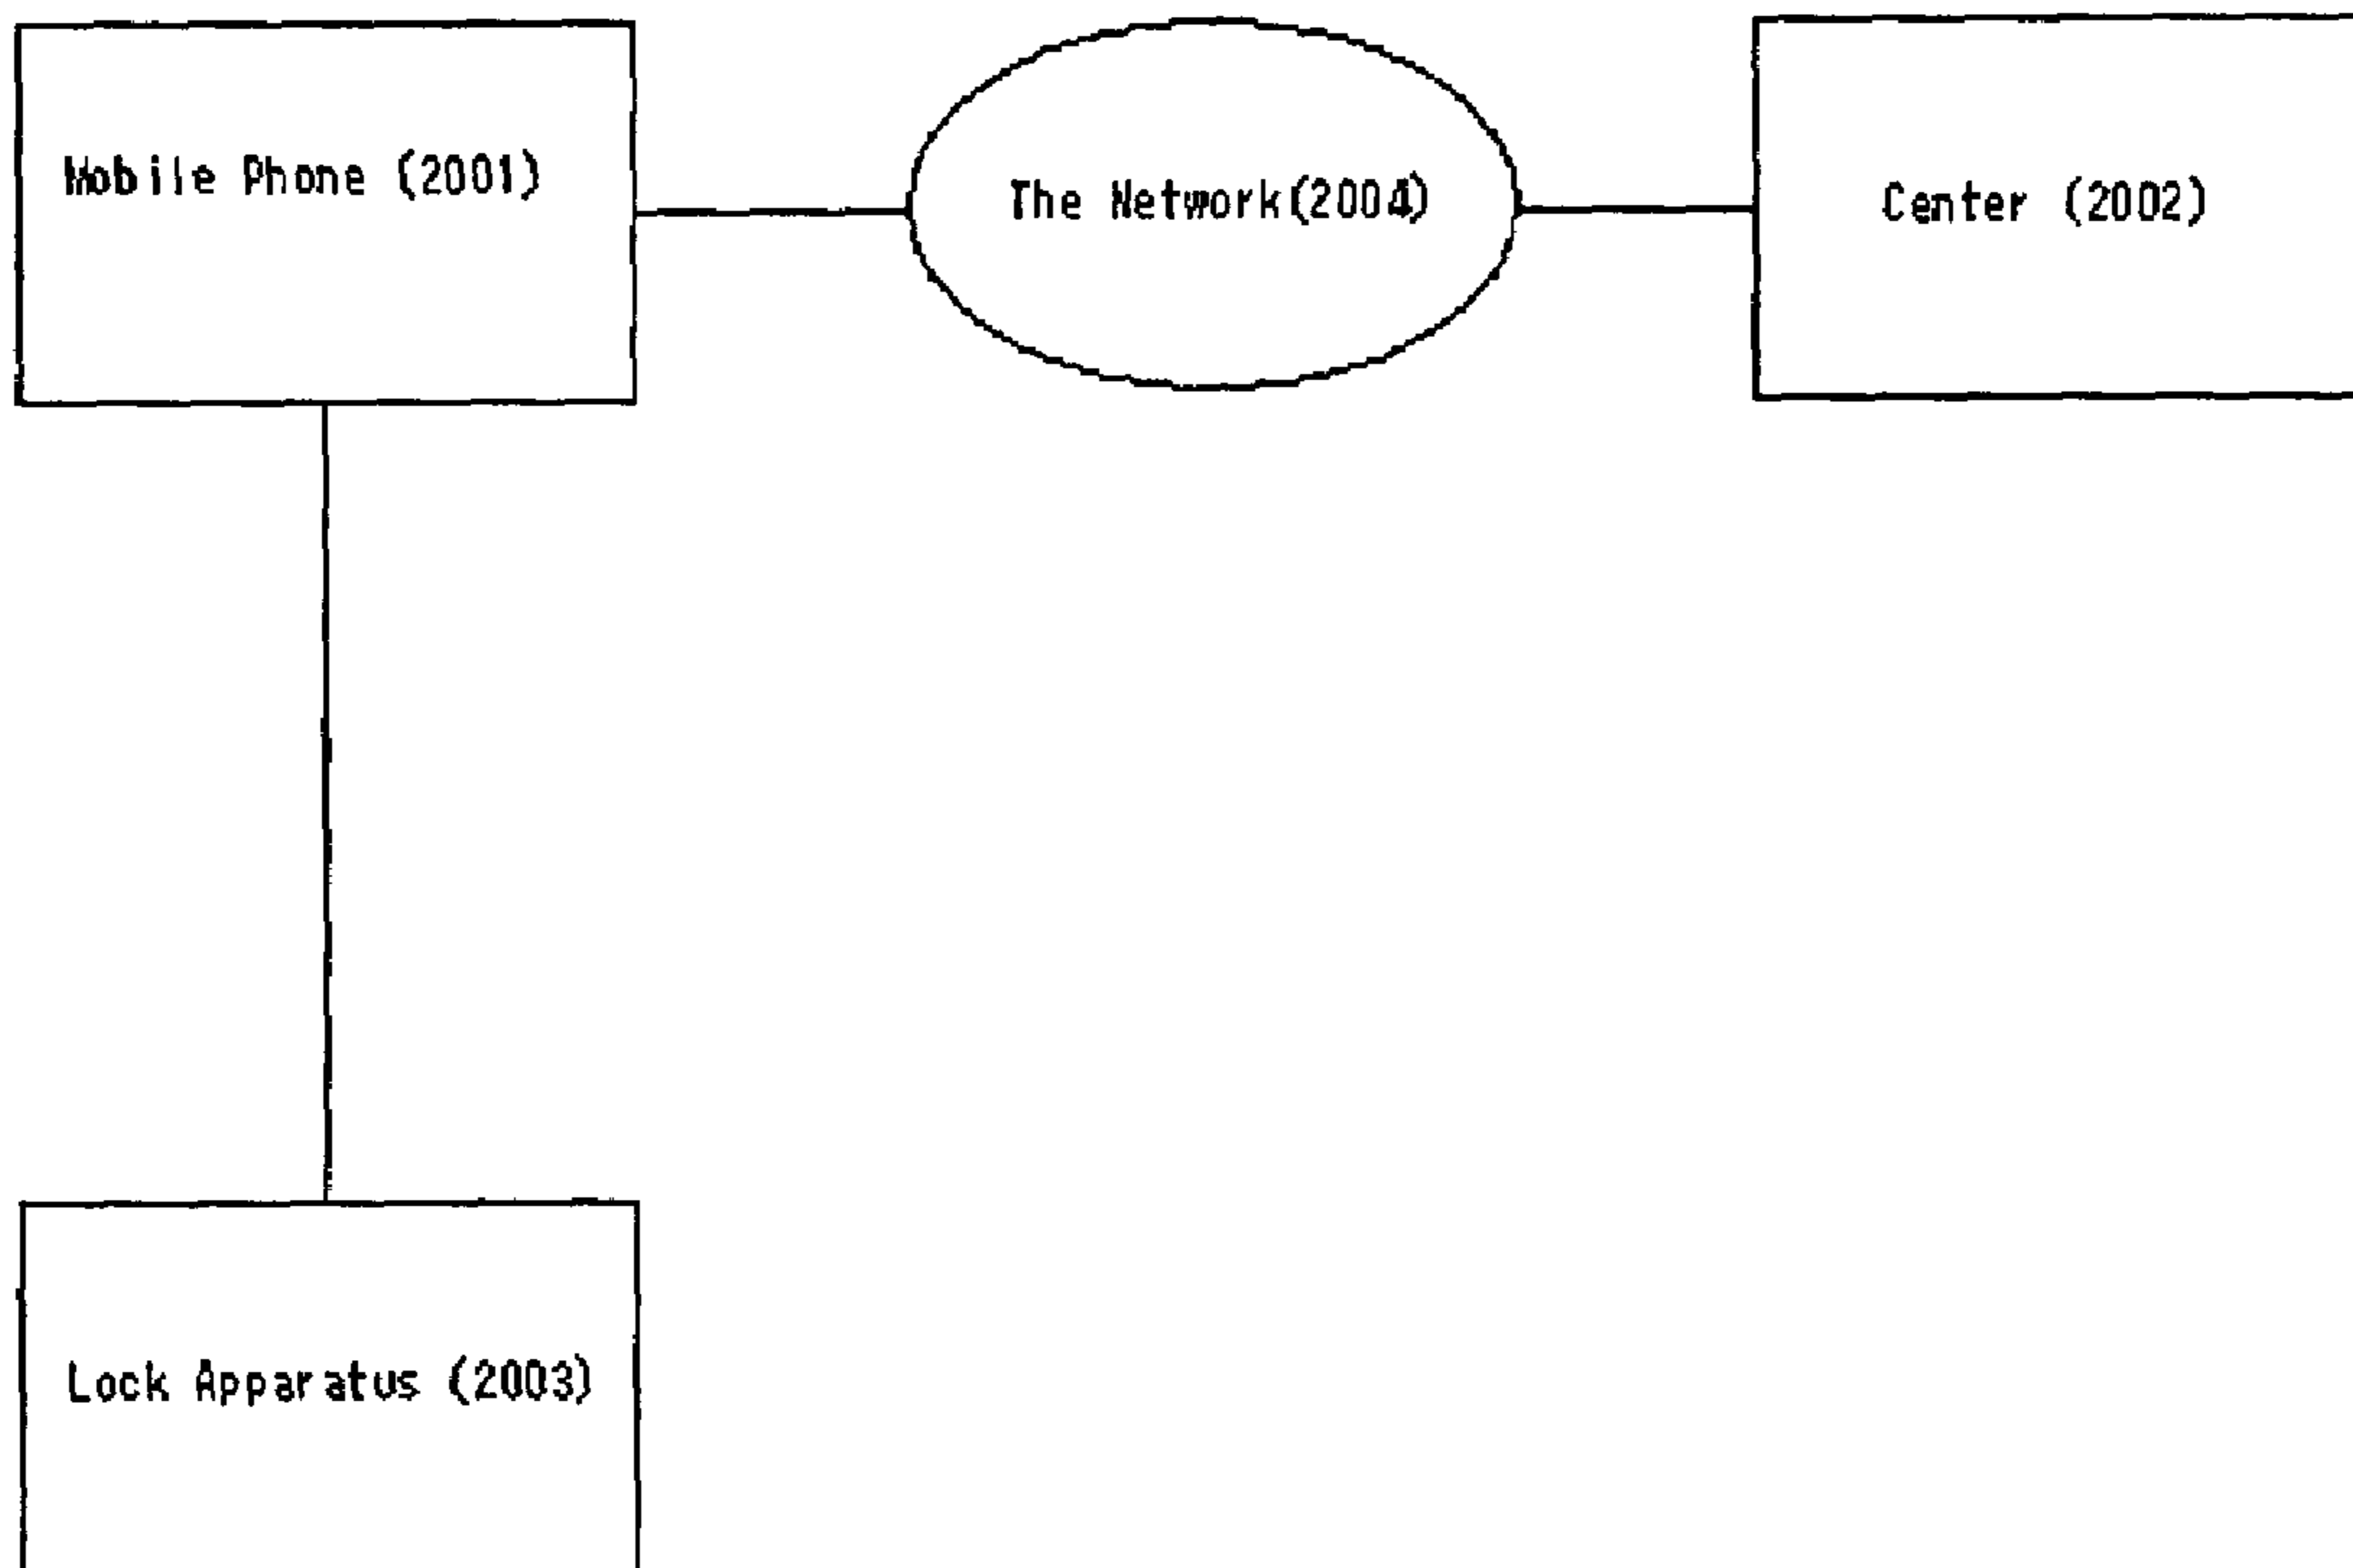 Mobile Phone (2001)
The Network(2004)
Center (2002)
Lock Apparatus (2003)